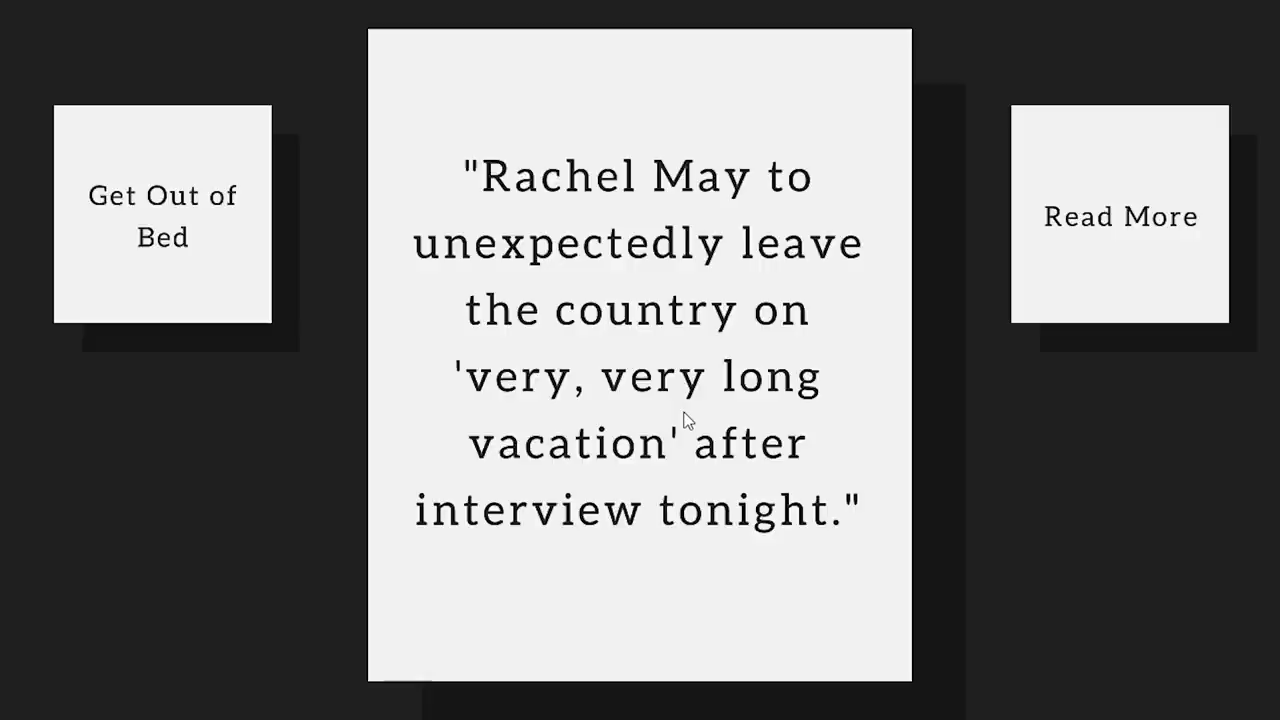 Get Out of
Bed
"Rachel May to
unexpectedly leave
the country on
'very, very long
vacation' after
interview tonight."
Read More